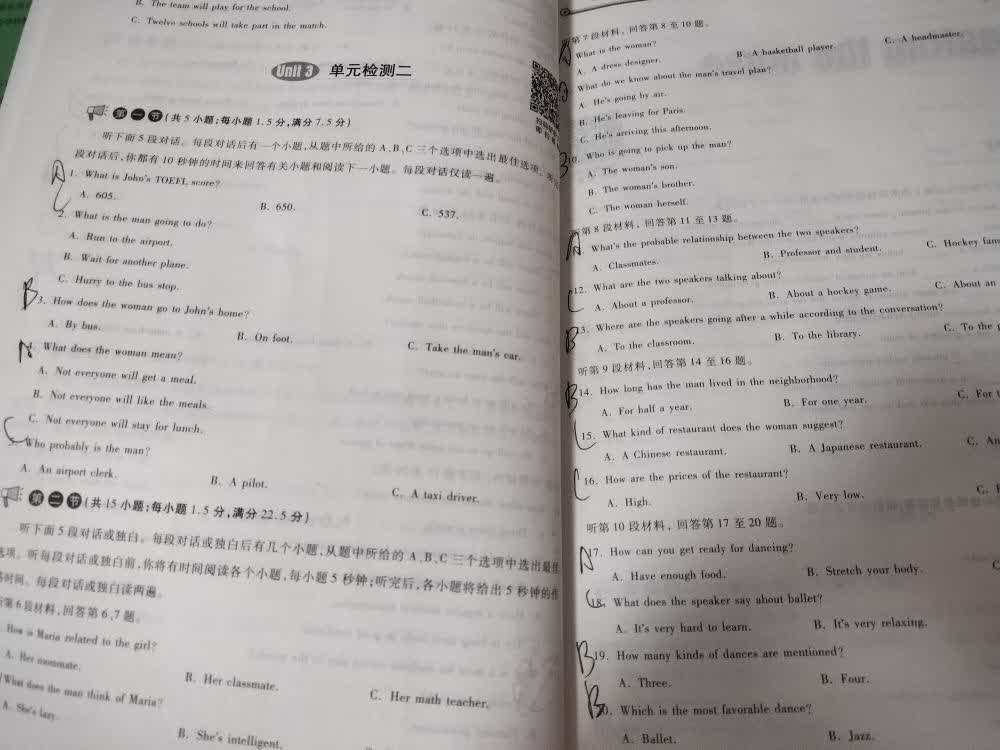 B. The team will play for the school.
C. Twelve schools will take part in the match.
Unit 3 单元检测二
第一节(共5小题;每小题1.5分,满分7.5分)
听下面5段对话。每段对话后有一个小题,从题中所给的A、B、C三个选项中选出最佳选项。
段对话后,你都有10秒钟的时间来回答有关小题和阅读下一小题。每段对话仅读一遍。
A 1. What is John's TOEFL score?
A. 605. B. 650. C. 537.
C 2. What is the man going to do?
A. Run to the airport.
B. Wait for another plane.
C. Hurry to the bus stop.
B 3. How does the woman go to John's home?
A. By bus. B. On foot. C. Take the man's car.
A 4. What does the woman mean?
A. Not everyone will get a meal.
B. Not everyone will like the meals.
C. Not everyone will stay for lunch.
C Who probably is the man?
A. An airport clerk. B. A pilot. C. A taxi driver.
第二节(共15小题;每小题1.5分,满分22.5分)
听下面5段对话或独白。每段对话或独白后有几个小题,从题中所给的A、B、C三个选项中选出最佳
选项。听每段对话或独白前,你将有时间阅读各个小题,每小题5秒钟;听完后,各小题将给出5秒钟的作
时间。每段对话或独白读两遍。
听第6段材料,回答第6、7题。
How is Maria related to the girl?
A. Her roommate. B. Her classmate. C. Her math teacher.
What does the man think of Maria?
A. She's lazy. B. She's intelligent.
听第7段材料,回答第8至10题。
A What is the woman?
A. A dress designer. B. A basketball player. C. A headmaster.
B What do we know about the man's travel plan?
A. He's going by air.
B. He's leaving for Paris.
C. He's arriving this afternoon.
B 10. Who is going to pick up the man?
A. The woman's son.
B. The woman's brother.
C. The woman herself.
听第8段材料,回答第11至13题。
A What's the probable relationship between the two speakers?
A. Classmates. B. Professor and student. C. Hockey
C 12. What are the two speakers talking about?
A. About a professor. B. About a hockey game. C. About an
B 13. Where are the speakers going after a while according to the conversation?
A. To the classroom. B. To the library. C. To the
听第9段材料,回答第14至16题。
B 14. How long has the man lived in the neighborhood?
A. For half a year. B. For one year. C. For
C 15. What kind of restaurant does the woman suggest?
A. A Chinese restaurant. B. A Japanese restaurant. C.
C 16. How are the prices of the restaurant?
A. High. B. Very low. C.
听第10段材料,回答第17至20题。
A 17. How can you get ready for dancing?
A. Have enough food. B. Stretch your body. C
C 18. What does the speaker say about ballet?
A. It's very hard to learn. B. It's very relaxing.
B 19. How many kinds of dances are mentioned?
A. Three. B. Four.
B 20. Which is the most favorable dance?
A. Ballet. B. Jazz.